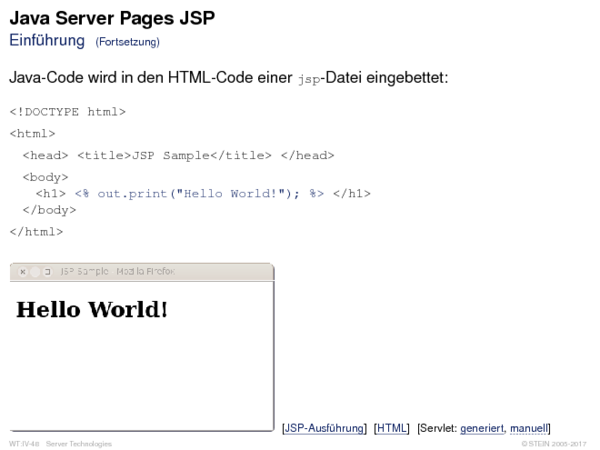 Java Server Pages JSP
Einführung (Fortsetzung)
Java-Code wird in den HTML-Code einer jsp-Datei eingebettet:
<!DOCTYPE html>
<html>
<head> <title>JSP Sample</title> </head>
<body>
<h1> <% out.print("Hello World!"); %> </h1>
</body>
</html>
JSP Sample - Mozilla Firefox
Hello World!
[JSP-Ausführung] [HTML] [Servlet: generiert, manuell]
WT:IV-48 Server Technologies © STEIN 2005-2017